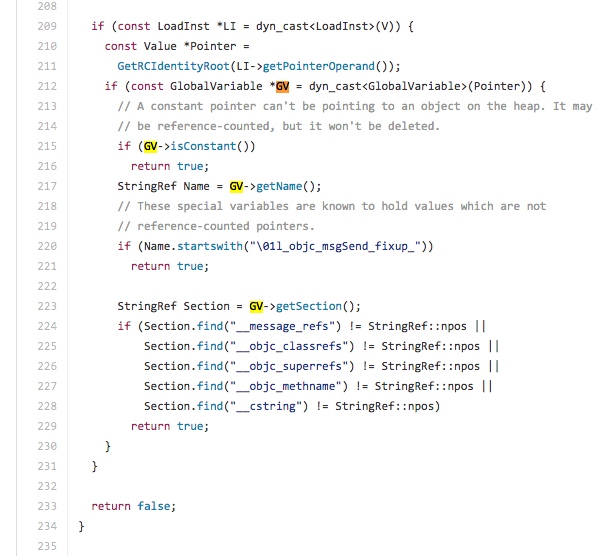 208
209 if (const LoadInst *LI = dyn_cast<LoadInst>(V)) {
210 const Value *Pointer =
211 GetRCIdentityRoot(LI->getPointerOperand());
212 if (const GlobalVariable *GV = dyn_cast<GlobalVariable>(Pointer)) {
213 // A constant pointer can't be pointing to an object on the heap. It may
214 // be reference-counted, but it won't be deleted.
215 if (GV->isConstant())
216 return true;
217 StringRef Name = GV->getName();
218 // These special variables are known to hold values which are not
219 // reference-counted pointers.
220 if (Name.startswith("\01l_objc_msgSend_fixup_"))
221 return true;
222
223 StringRef Section = GV->getSection();
224 if (Section.find("__message_refs") != StringRef::npos ||
225 Section.find("__objc_classrefs") != StringRef::npos ||
226 Section.find("__objc_superrefs") != StringRef::npos ||
227 Section.find("__objc_methname") != StringRef::npos ||
228 Section.find("__cstring") != StringRef::npos)
229 return true;
230 }
231 }
232
233 return false;
234 }
235